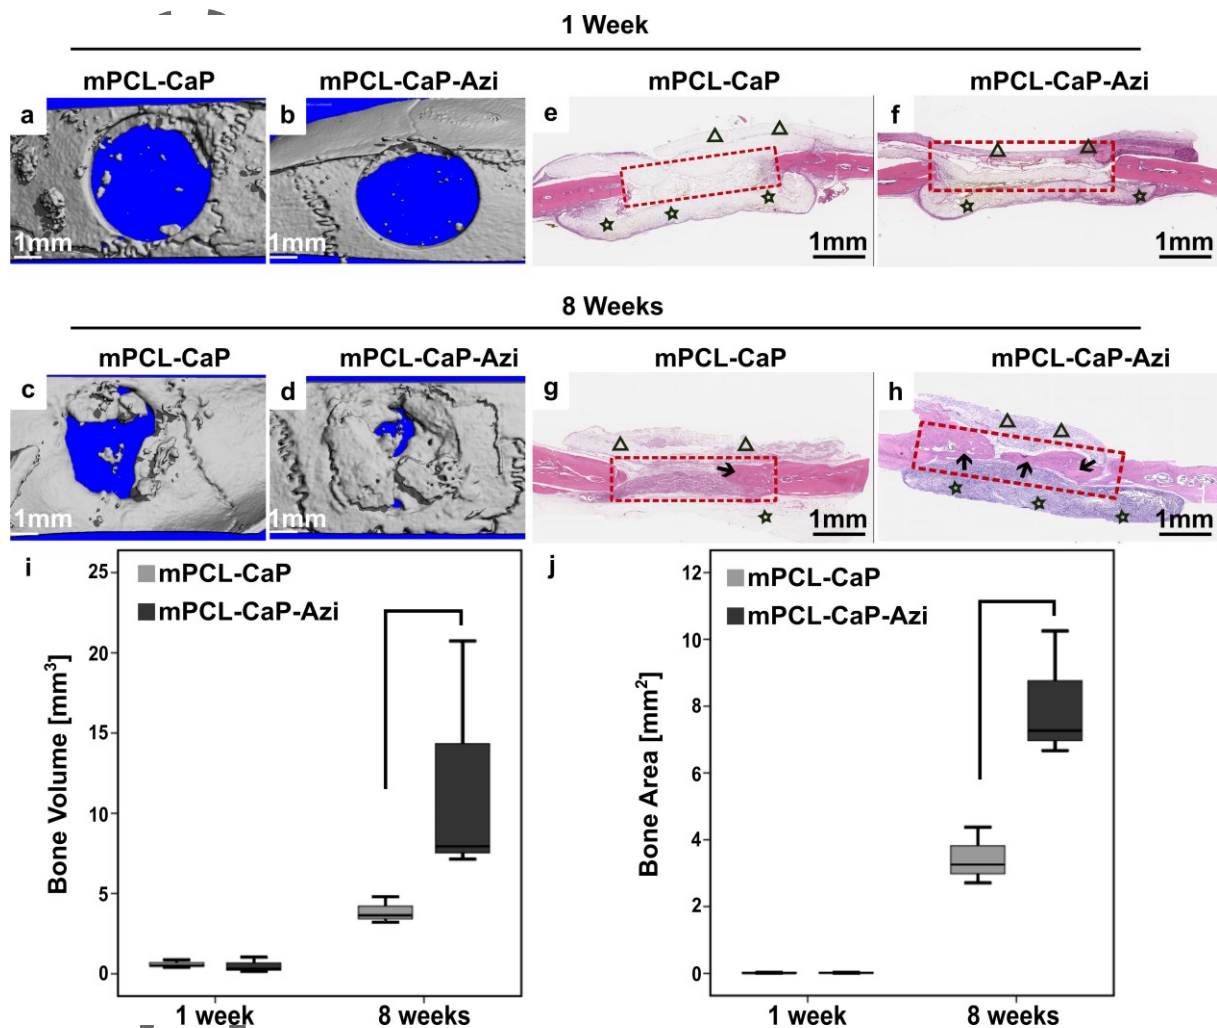 1 Week
mPCL-CaP mPCL-CaP-Azi mPCL-CaP mPCL-CaP-Azi
a b e f
1mm 1mm 1mm 1mm
8 Weeks
mPCL-CaP mPCL-CaP-Azi mPCL-CaP mPCL-CaP-Azi
c d g h
1mm 1mm 1mm 1mm
i
mPCL-CaP
mPCL-CaP-Azi
Bone Volume [mm³]
25
20
15
10
5
0
1 week 8 weeks
j
mPCL-CaP
mPCL-CaP-Azi
Bone Area [mm²]
12
10
8
6
4
2
0
1 week 8 weeks